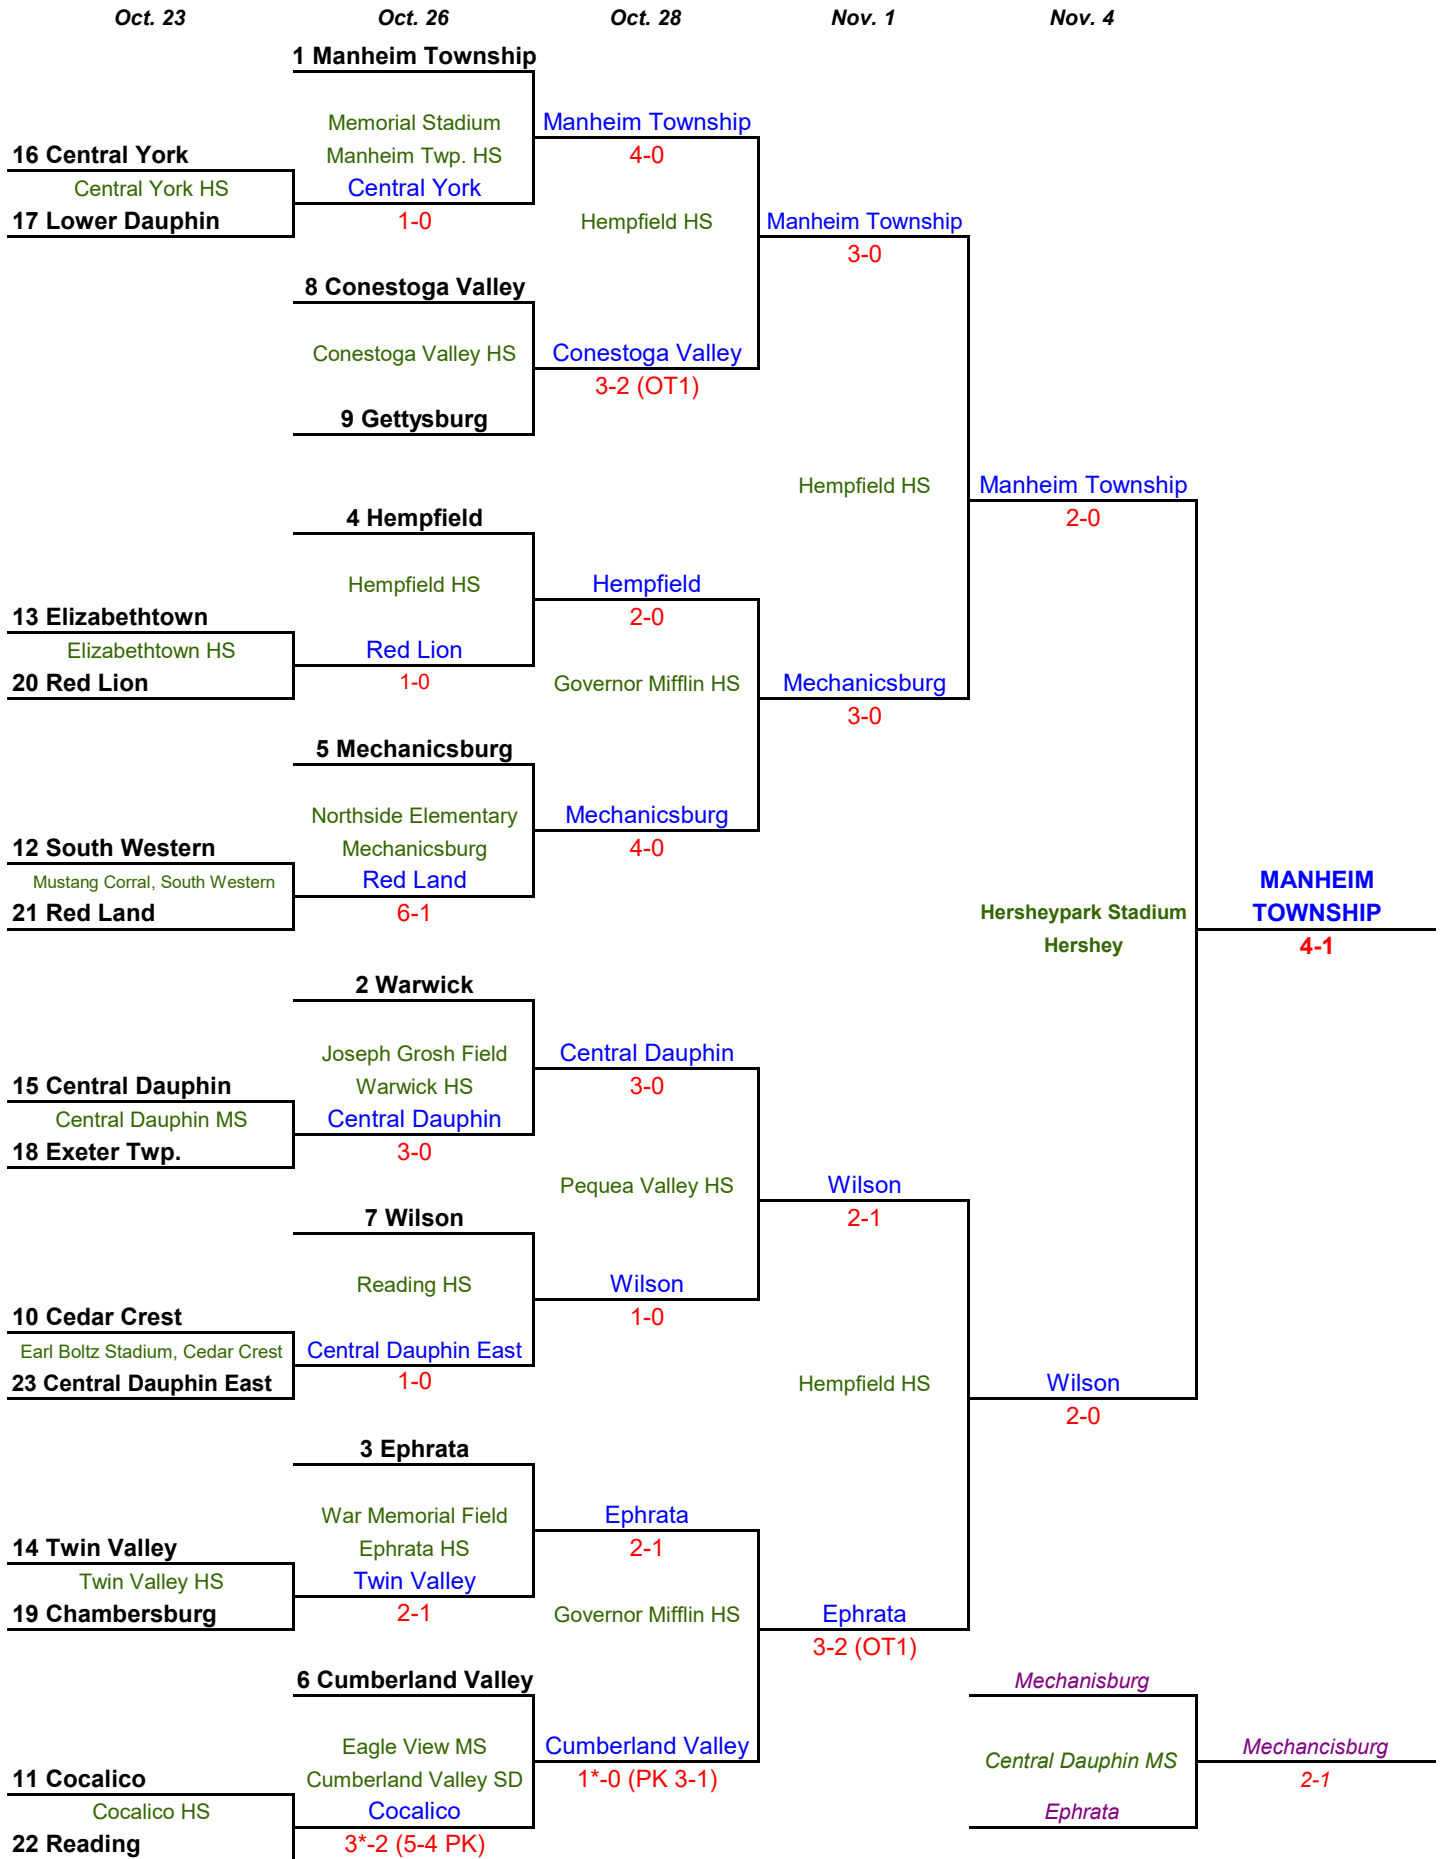 Oct. 23 Oct. 26 Oct. 28 Nov. 1 Nov. 4
1 Manheim Township
Memorial Stadium Manheim Township
16 Central York Manheim Twp. HS 4-0
Central York HS Central York
17 Lower Dauphin 1-0 Hempfield HS Manheim Township
3-0
8 Conestoga Valley
Conestoga Valley HS Conestoga Valley
3-2 (OT1)
9 Gettysburg
Hempfield HS Manheim Township
4 Hempfield 2-0
Hempfield HS Hempfield
13 Elizabethtown 2-0
Elizabethtown HS Red Lion
20 Red Lion 1-0 Governor Mifflin HS Mechanicsburg
3-0
5 Mechanicsburg
Northside Elementary Mechanicsburg
12 South Western Mechanicsburg 4-0
Mustang Corral, South Western Red Land MANHEIM
21 Red Land 6-1 Hersheypark Stadium TOWNSHIP
Hershey 4-1
2 Warwick
Joseph Grosh Field Central Dauphin
15 Central Dauphin Warwick HS 3-0
Central Dauphin MS Central Dauphin
18 Exeter Twp. 3-0
Pequea Valley HS Wilson
7 Wilson 2-1
Reading HS Wilson
10 Cedar Crest 1-0
Earl Boltz Stadium, Cedar Crest Central Dauphin East
23 Central Dauphin East 1-0 Hempfield HS Wilson
2-0
3 Ephrata
War Memorial Field Ephrata
14 Twin Valley Ephrata HS 2-1
Twin Valley HS Twin Valley
19 Chambersburg 2-1 Governor Mifflin HS Ephrata
3-2 (OT1)
6 Cumberland Valley Mechanisburg
Eagle View MS Cumberland Valley Central Dauphin MS Mechancisburg
11 Cocalico Cumberland Valley SD 1*-0 (PK 3-1) 2-1
Cocalico HS Cocalico Ephrata
22 Reading 3*-2 (5-4 PK)